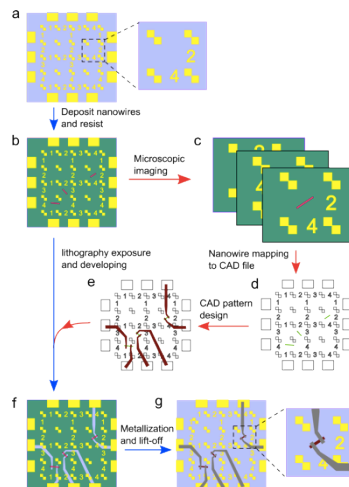 a
2
4
Deposit nanowires
and resist
b
Microscopic
imaging
c
2
4
lithography exposure
and developing
Nanowire mapping
to CAD file
e
CAD pattern
design
d
f
Metallization
and lift-off
g
2
4